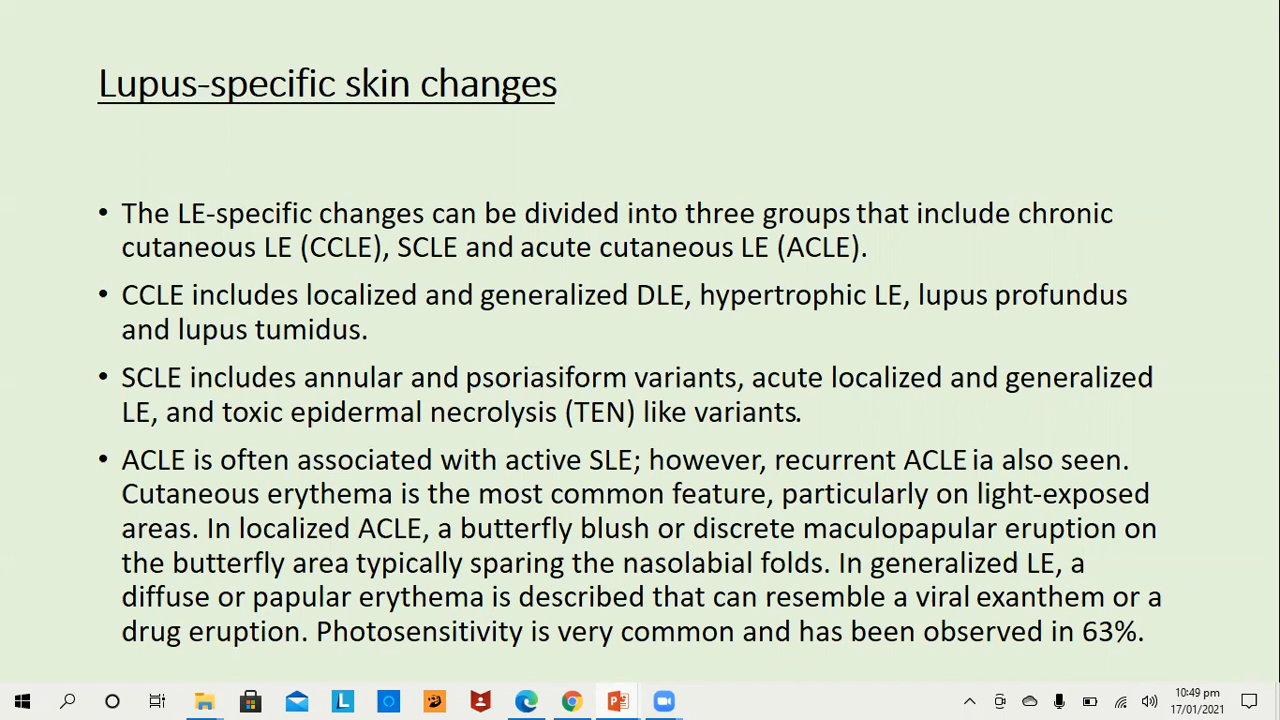 Lupus-specific skin changes
• The LE-specific changes can be divided into three groups that include chronic
cutaneous LE (CCLE), SCLE and acute cutaneous LE (ACLE).
• CCLE includes localized and generalized DLE, hypertrophic LE, lupus profundus
and lupus tumidus.
• SCLE includes annular and psoriasiform variants, acute localized and generalized
LE, and toxic epidermal necrolysis (TEN) like variants.
• ACLE is often associated with active SLE; however, recurrent ACLE ia also seen.
Cutaneous erythema is the most common feature, particularly on light-exposed
areas. In localized ACLE, a butterfly blush or discrete maculopapular eruption on
the butterfly area typically sparing the nasolabial folds. In generalized LE, a
diffuse or papular erythema is described that can resemble a viral exanthem or a
drug eruption. Photosensitivity is very common and has been observed in 63%.
L
10:49 pm
17/01/2021